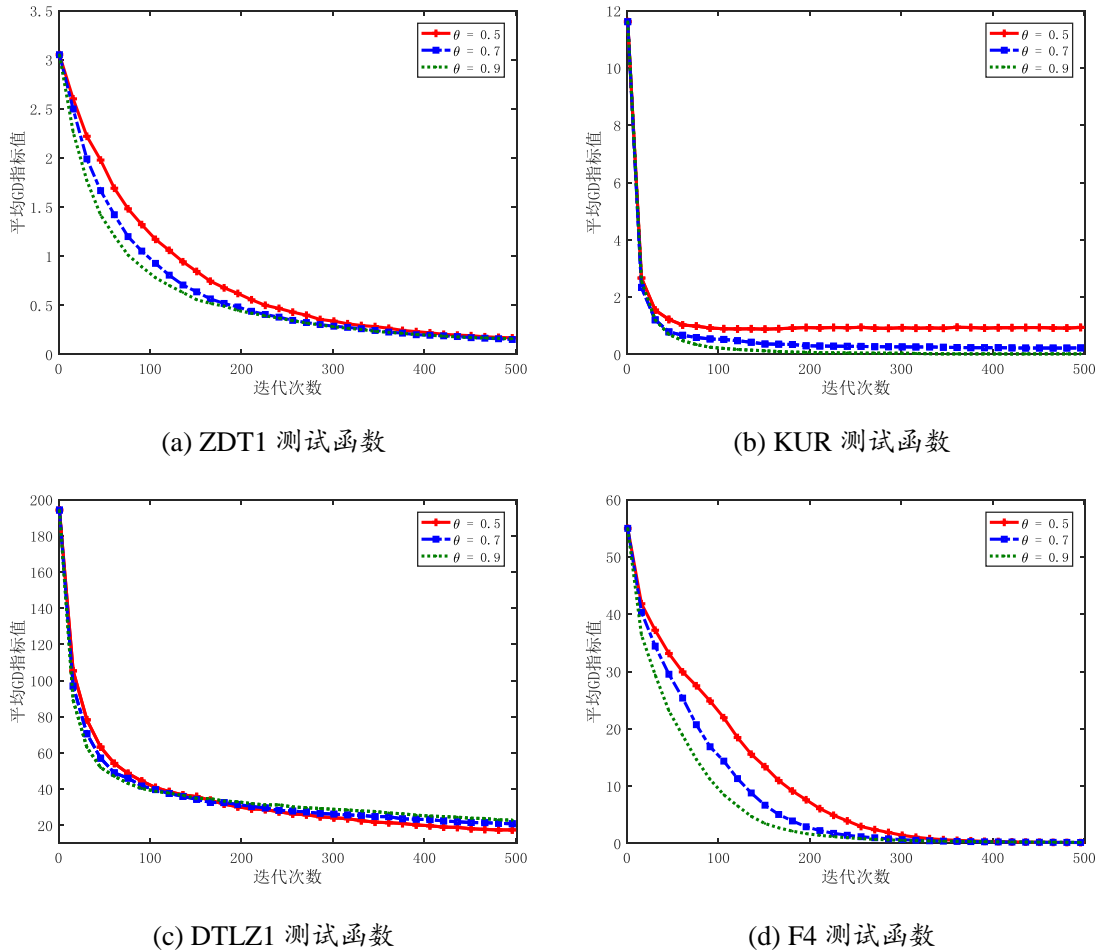 3.5
3
2.5
2
1.5
1
0.5
0
0 100 200 300 400 500
平均GD指标值
迭代次数
θ = 0.5
θ = 0.7
θ = 0.9
(a) ZDT1 测试函数
12
10
8
6
4
2
0
0 100 200 300 400 500
平均GD指标值
迭代次数
θ = 0.5
θ = 0.7
θ = 0.9
(b) KUR 测试函数
200
180
160
140
120
100
80
60
40
20
0 100 200 300 400 500
平均GD指标值
迭代次数
θ = 0.5
θ = 0.7
θ = 0.9
(c) DTLZ1 测试函数
60
50
40
30
20
10
0
0 100 200 300 400 500
平均GD指标值
迭代次数
θ = 0.5
θ = 0.7
θ = 0.9
(d) F4 测试函数